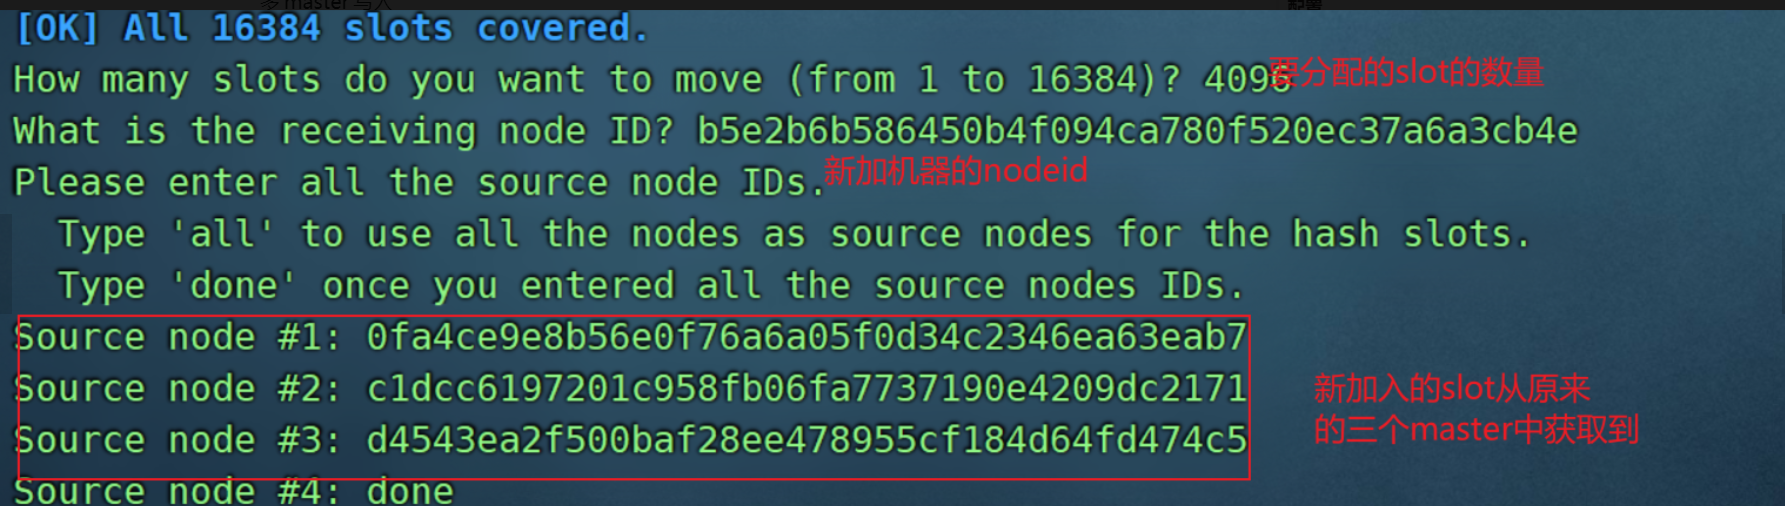 [OK] All 16384 slots covered.
How many slots do you want to move (from 1 to 16384)? 4096
要分配的slot的数量
What is the receiving node ID? b5e2b6b586450b4f094ca780f520ec37a6a3cb4e
Please enter all the source node IDs.
新加机器的nodeid
Type 'all' to use all the nodes as source nodes for the hash slots.
Type 'done' once you entered all the source nodes IDs.
Source node #1: 0fa4ce9e8b56e0f76a6a05f0d34c2346ea63eab7
Source node #2: c1dcc6197201c958fb06fa7737190e4209dc2171
新加入的slot从原来
的三个master中获取到
Source node #3: d4543ea2f500baf28ee478955cf184d64fd474c5
Source node #4: done